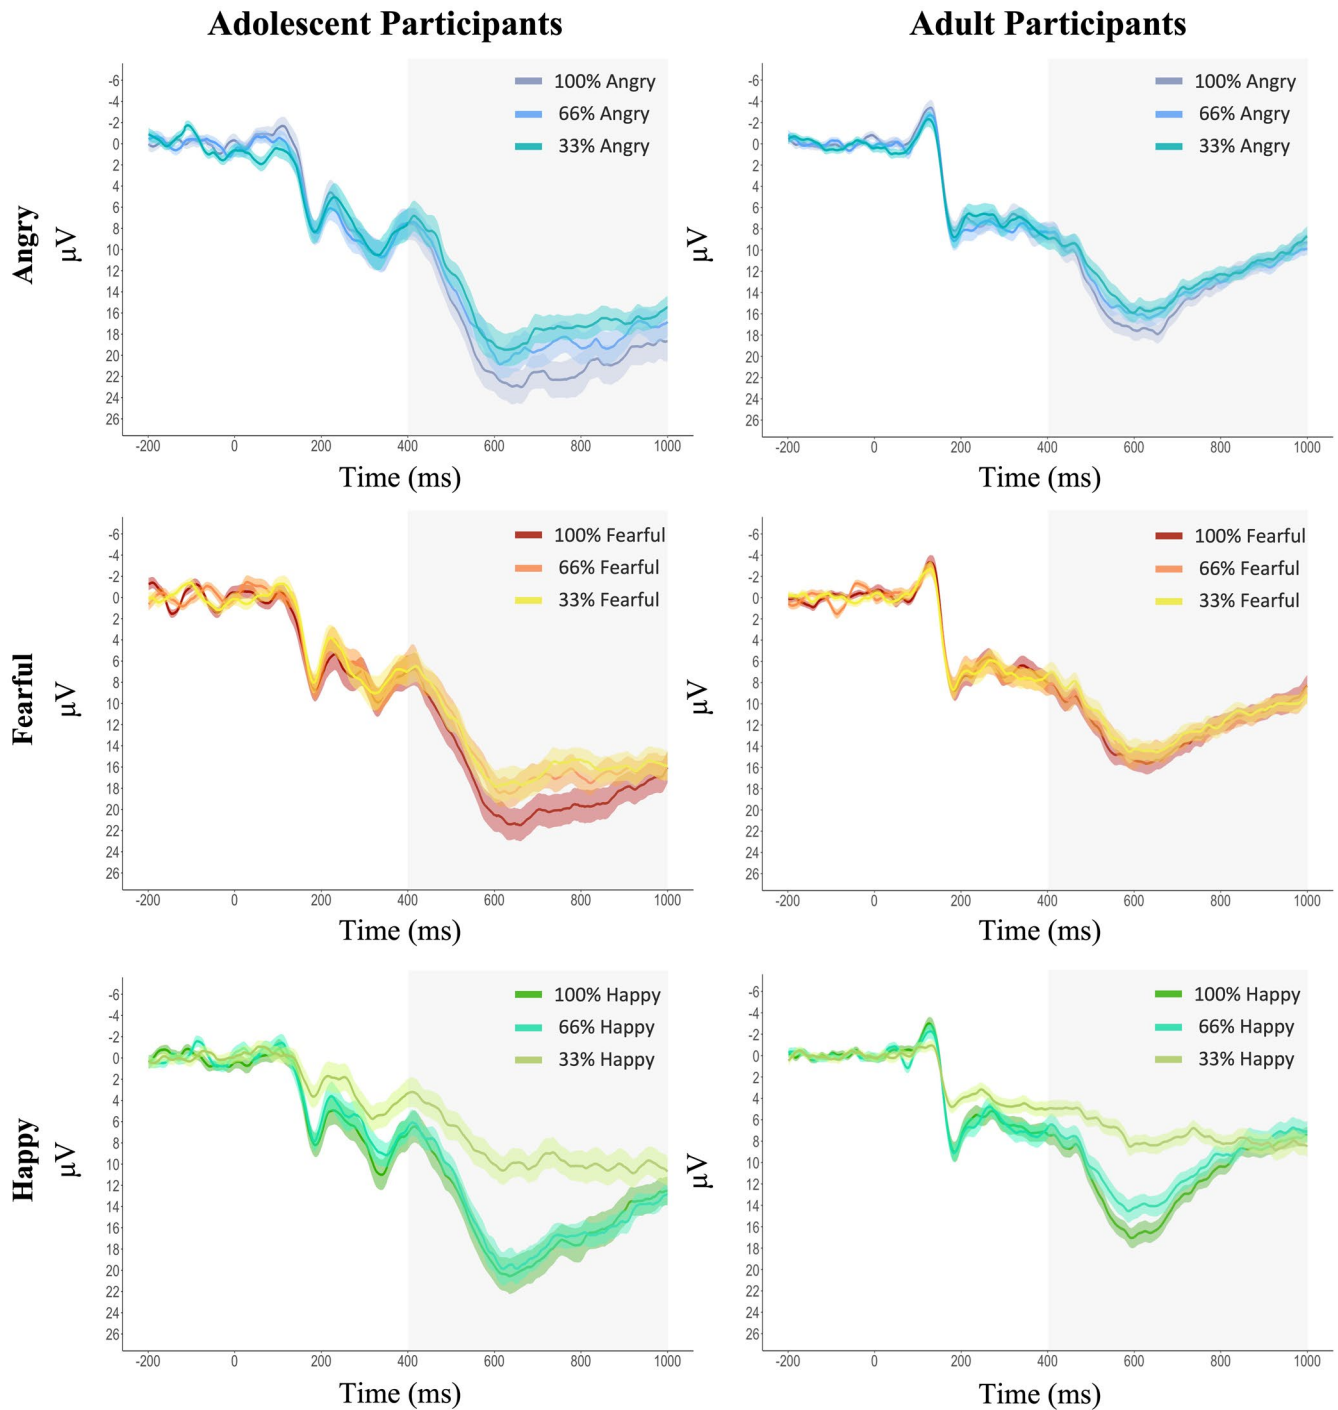 Adolescent Participants
Adult Participants
Angry
μV
-6
-4
-2
0
2
4
6
8
10
12
14
16
18
20
22
24
26
100% Angry
66% Angry
33% Angry
-200 0 200 400 600 800 1000
Time (ms)
μV
-6
-4
-2
0
2
4
6
8
10
12
14
16
18
20
22
24
26
100% Angry
66% Angry
33% Angry
-200 0 200 400 600 800 1000
Time (ms)
Fearful
μV
-6
-4
-2
0
2
4
6
8
10
12
14
16
18
20
22
24
26
100% Fearful
66% Fearful
33% Fearful
-200 0 200 400 600 800 1000
Time (ms)
μV
-6
-4
-2
0
2
4
6
8
10
12
14
16
18
20
22
24
26
100% Fearful
66% Fearful
33% Fearful
-200 0 200 400 600 800 1000
Time (ms)
Happy
μV
-6
-4
-2
0
2
4
6
8
10
12
14
16
18
20
22
24
26
100% Happy
66% Happy
33% Happy
-200 0 200 400 600 800 1000
Time (ms)
μV
-6
-4
-2
0
2
4
6
8
10
12
14
16
18
20
22
24
26
100% Happy
66% Happy
33% Happy
-200 0 200 400 600 800 1000
Time (ms)